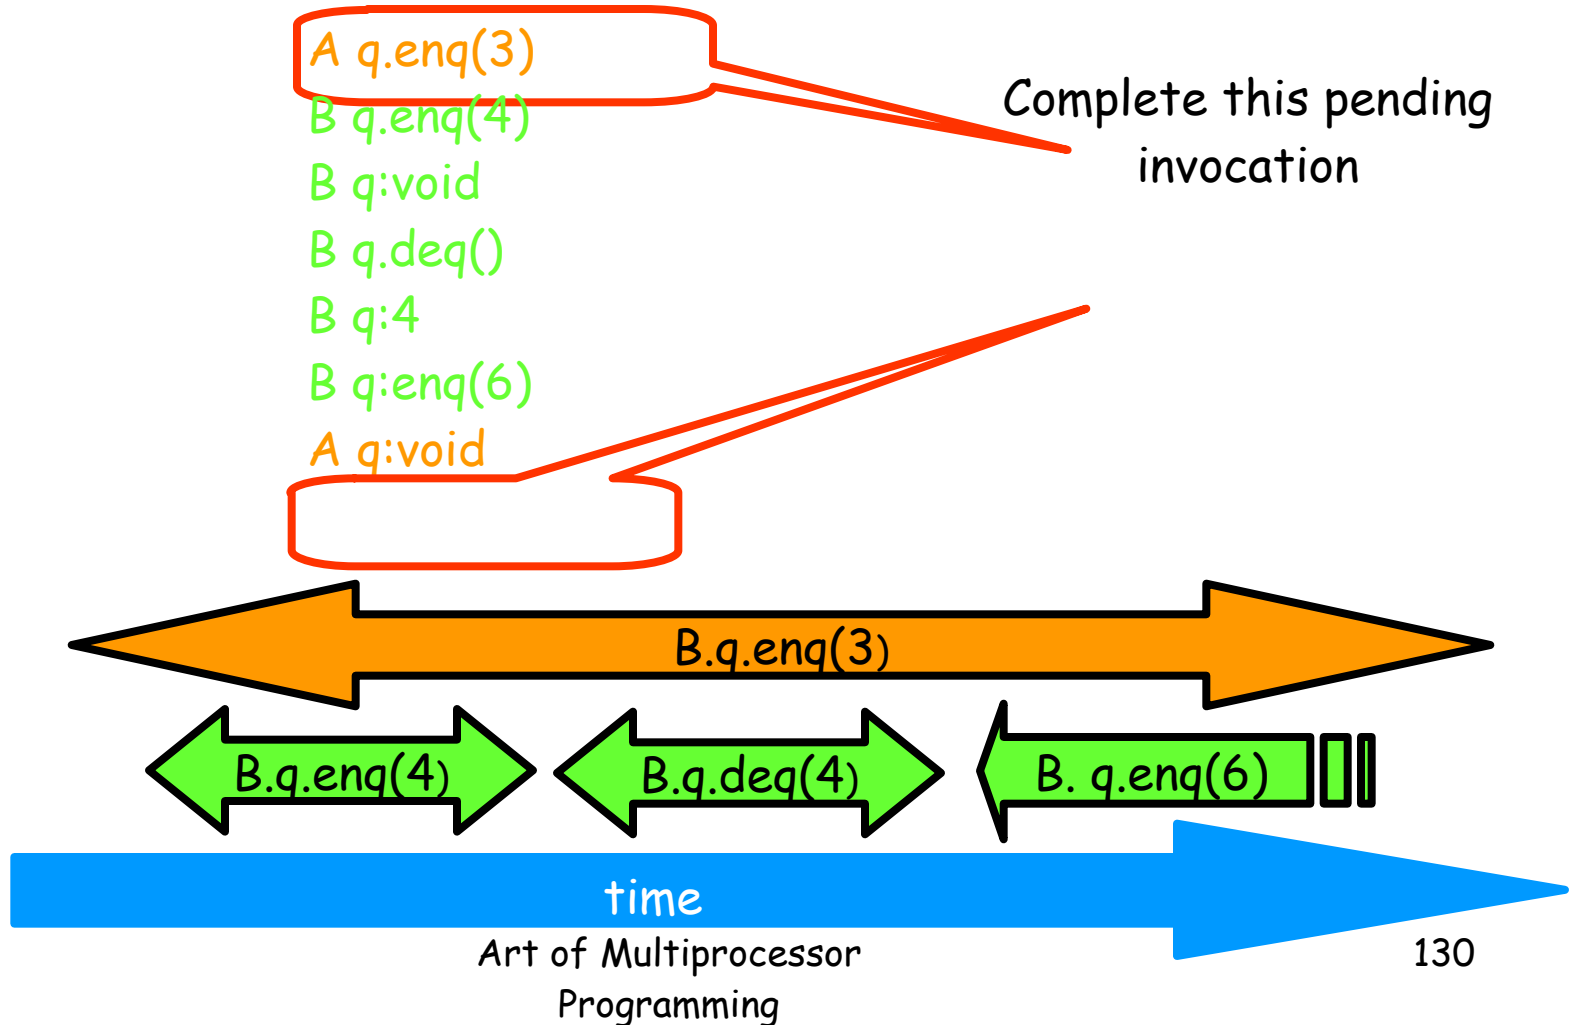 A q.enq(3)
B q.enq(4)
B q:void
B q.deq()
B q:4
B q:enq(6)
A q:void
Complete this pending
invocation
B.q.enq(3)
B.q.enq(4)
B.q.deq(4)
B. q.enq(6)
time
Art of Multiprocessor
Programming
130